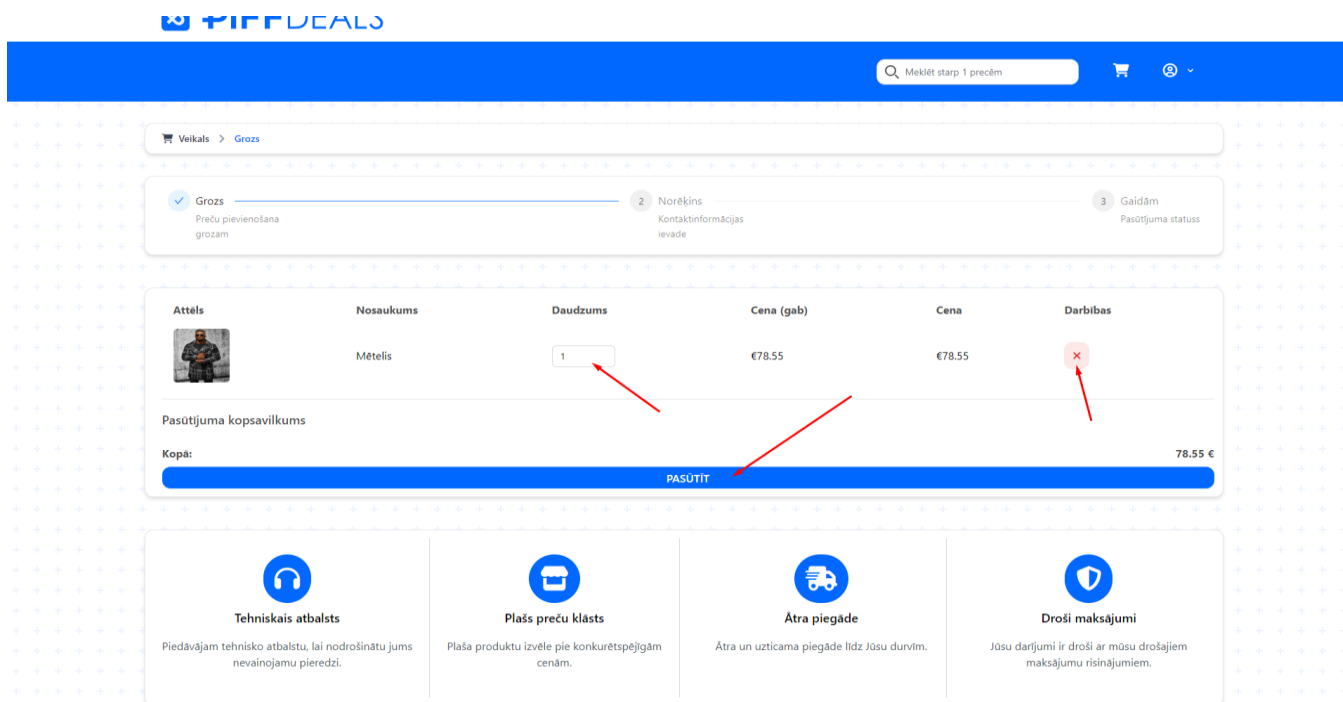 PIFFDEALS
Meklēt starp 1 precēm
Veikals > Grozs
Grozs
Preču pievienošana
grozam
2 Norēķins
Kontaktinformācijas
ievade
3 Gaidām
Pasūtījuma statuss
Attēls Nosaukums Daudzums Cena (gab) Cena Darbības
Mētelis 1 €78.55 €78.55
Pasūtījuma kopsavilkums
Kopā: 78.55 €
PASŪTĪT
Tehniskais atbalsts
Piedāvājam tehnisko atbalstu, lai nodrošinātu jums
nevainojamu pieredzi.
Plašs preču klāsts
Plaša produktu izvēle pie konkurētspējīgām
cenām.
Ātra piegāde
Ātra un uzticama piegāde līdz Jūsu durvīm.
Droši maksājumi
Jūsu darījumi ir droši ar mūsu drošajiem
maksājumu risinājumiem.